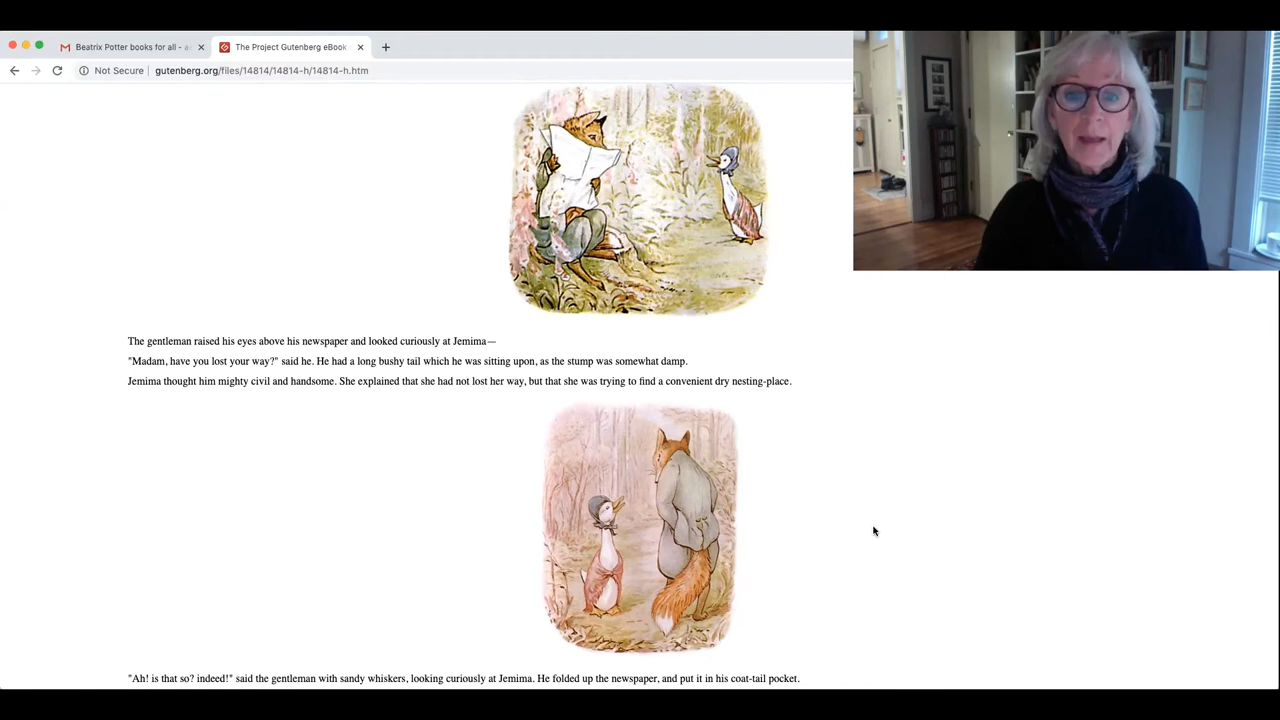 Beatrix Potter books for all - a
The Project Gutenberg eBook
Not Secure
gutenberg.org/files/14814/14814-h/14814-h.htm
The gentleman raised his eyes above his newspaper and looked curiously at Jemima—
"Madam, have you lost your way?" said he. He had a long bushy tail which he was sitting upon, as the stump was somewhat damp.
Jemima thought him mighty civil and handsome. She explained that she had not lost her way, but that she was trying to find a convenient dry nesting-place.
"Ah! is that so? indeed!" said the gentleman with sandy whiskers, looking curiously at Jemima. He folded up the newspaper, and put it in his coat-tail pocket.